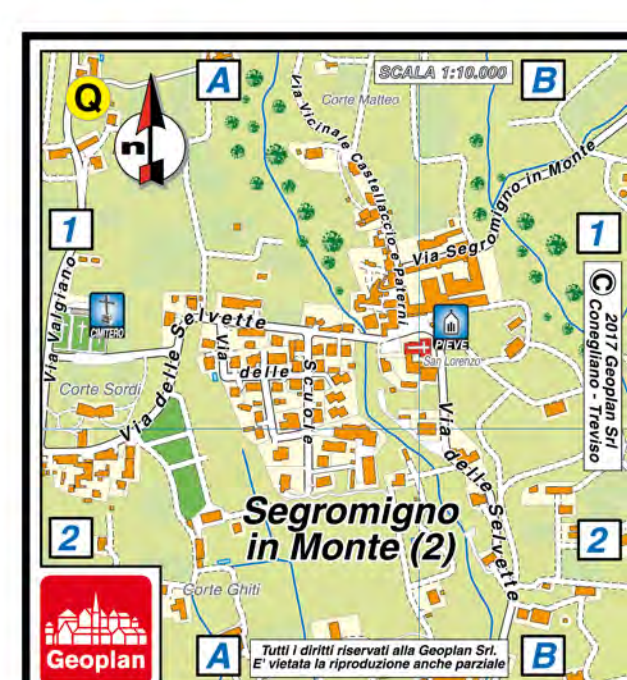 A
SCALA 1:10.000
B
Q
n
Corte Matteo
Via Vicinale Castellaccio e Paterni
Via Segromigno in Monte
1
1
Via Valgiano
CIMITERO
Via delle Selvette
PIEVE
San Lorenzo
© 2017 Geoplan Srl
Conegliano - Treviso
Via delle Scuole
Corte Sordi
Via delle Selvette
Segromigno
in Monte (2)
2
2
Corte Ghiti
Geoplan
A
Tutti i diritti riservati alla Geoplan Srl.
E' vietata la riproduzione anche parziale
B